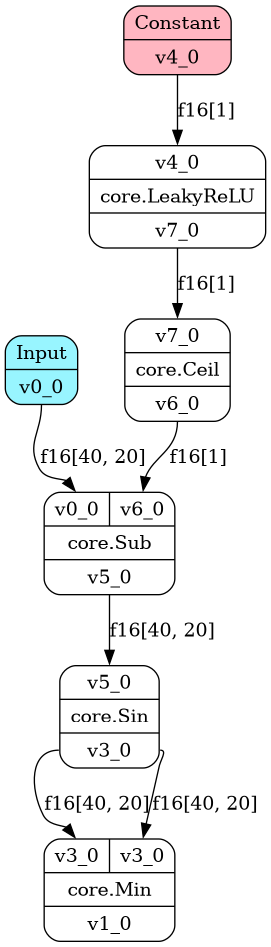 Constant
v4_0
f16[1]
v4_0
core.LeakyReLU
v7_0
f16[1]
v7_0
core.Ceil
v6_0
Input
v0_0
f16[40, 20]
f16[1]
v0_0 v6_0
core.Sub
v5_0
f16[40, 20]
v5_0
core.Sin
v3_0
f16[40, 20]
f16[40, 20]
v3_0 v3_0
core.Min
v1_0